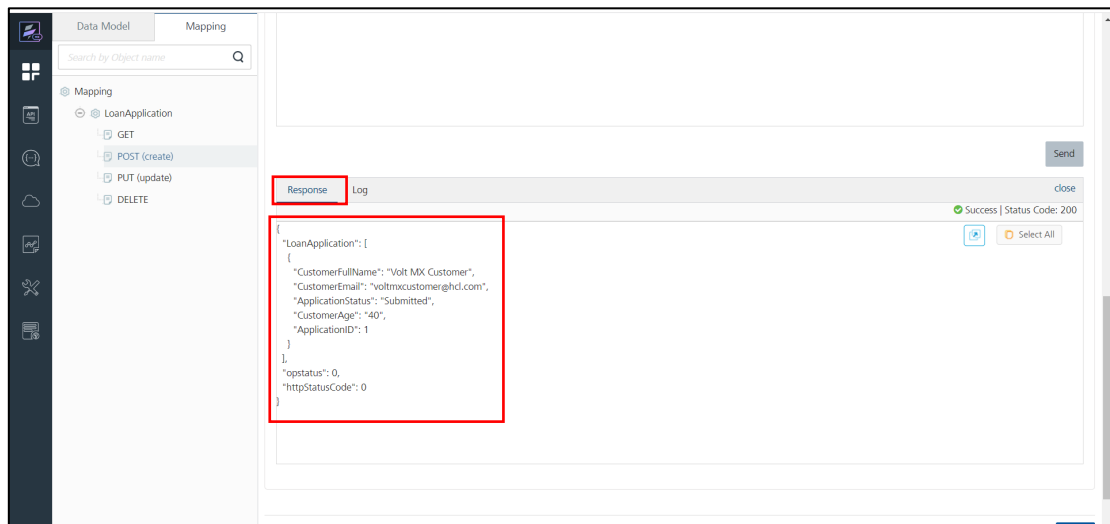 Data Model
Mapping
Search by Object name
Mapping
LoanApplication
GET
POST (create)
PUT (update)
DELETE
API
Send
Response
Log
close
Success | Status Code: 200
Select All
{
"LoanApplication": [
{
"CustomerFullName": "Volt MX Customer",
"CustomerEmail": "voltmxcustomer@hcl.com",
"ApplicationStatus": "Submitted",
"CustomerAge": "40",
"ApplicationID": 1
}
],
"opstatus": 0,
"httpStatusCode": 0
}